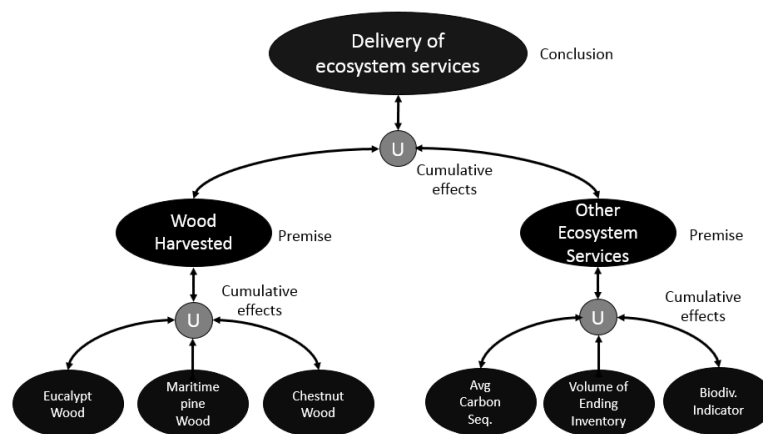 Delivery of
ecosystem services
Conclusion
U
Cumulative
effects
Wood
Harvested
Premise
Other
Ecosystem
Services
Premise
Cumulative
effects
U
Cumulative
effects
U
Eucalypt
Wood
Maritime
pine
Wood
Chestnut
Wood
Avg
Carbon
Seq.
Volume of
Ending
Inventory
Biodiv.
Indicator